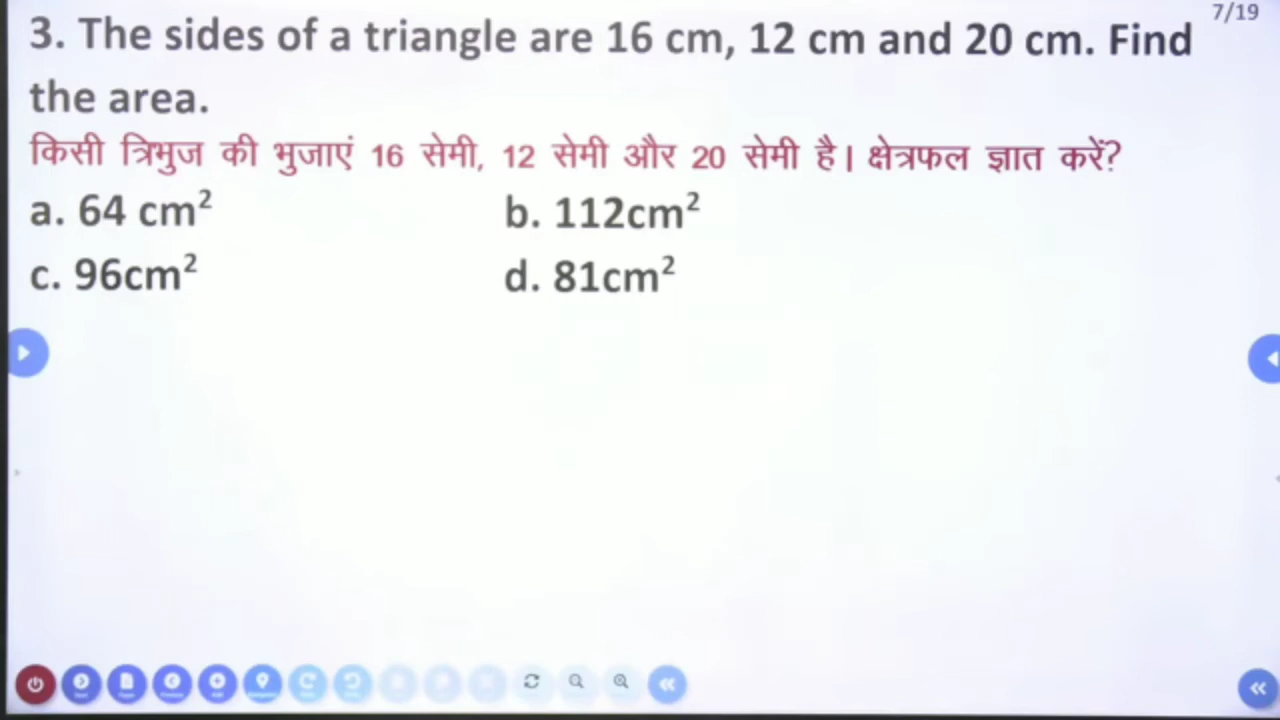 7/19
3. The sides of a triangle are 16 cm, 12 cm and 20 cm. Find
the area.
किसी त्रिभुज की भुजाएं 16 सेमी, 12 सेमी और 20 सेमी है। क्षेत्रफल ज्ञात करें?
a. 64 cm² b. 112cm²
c. 96cm² d. 81cm²